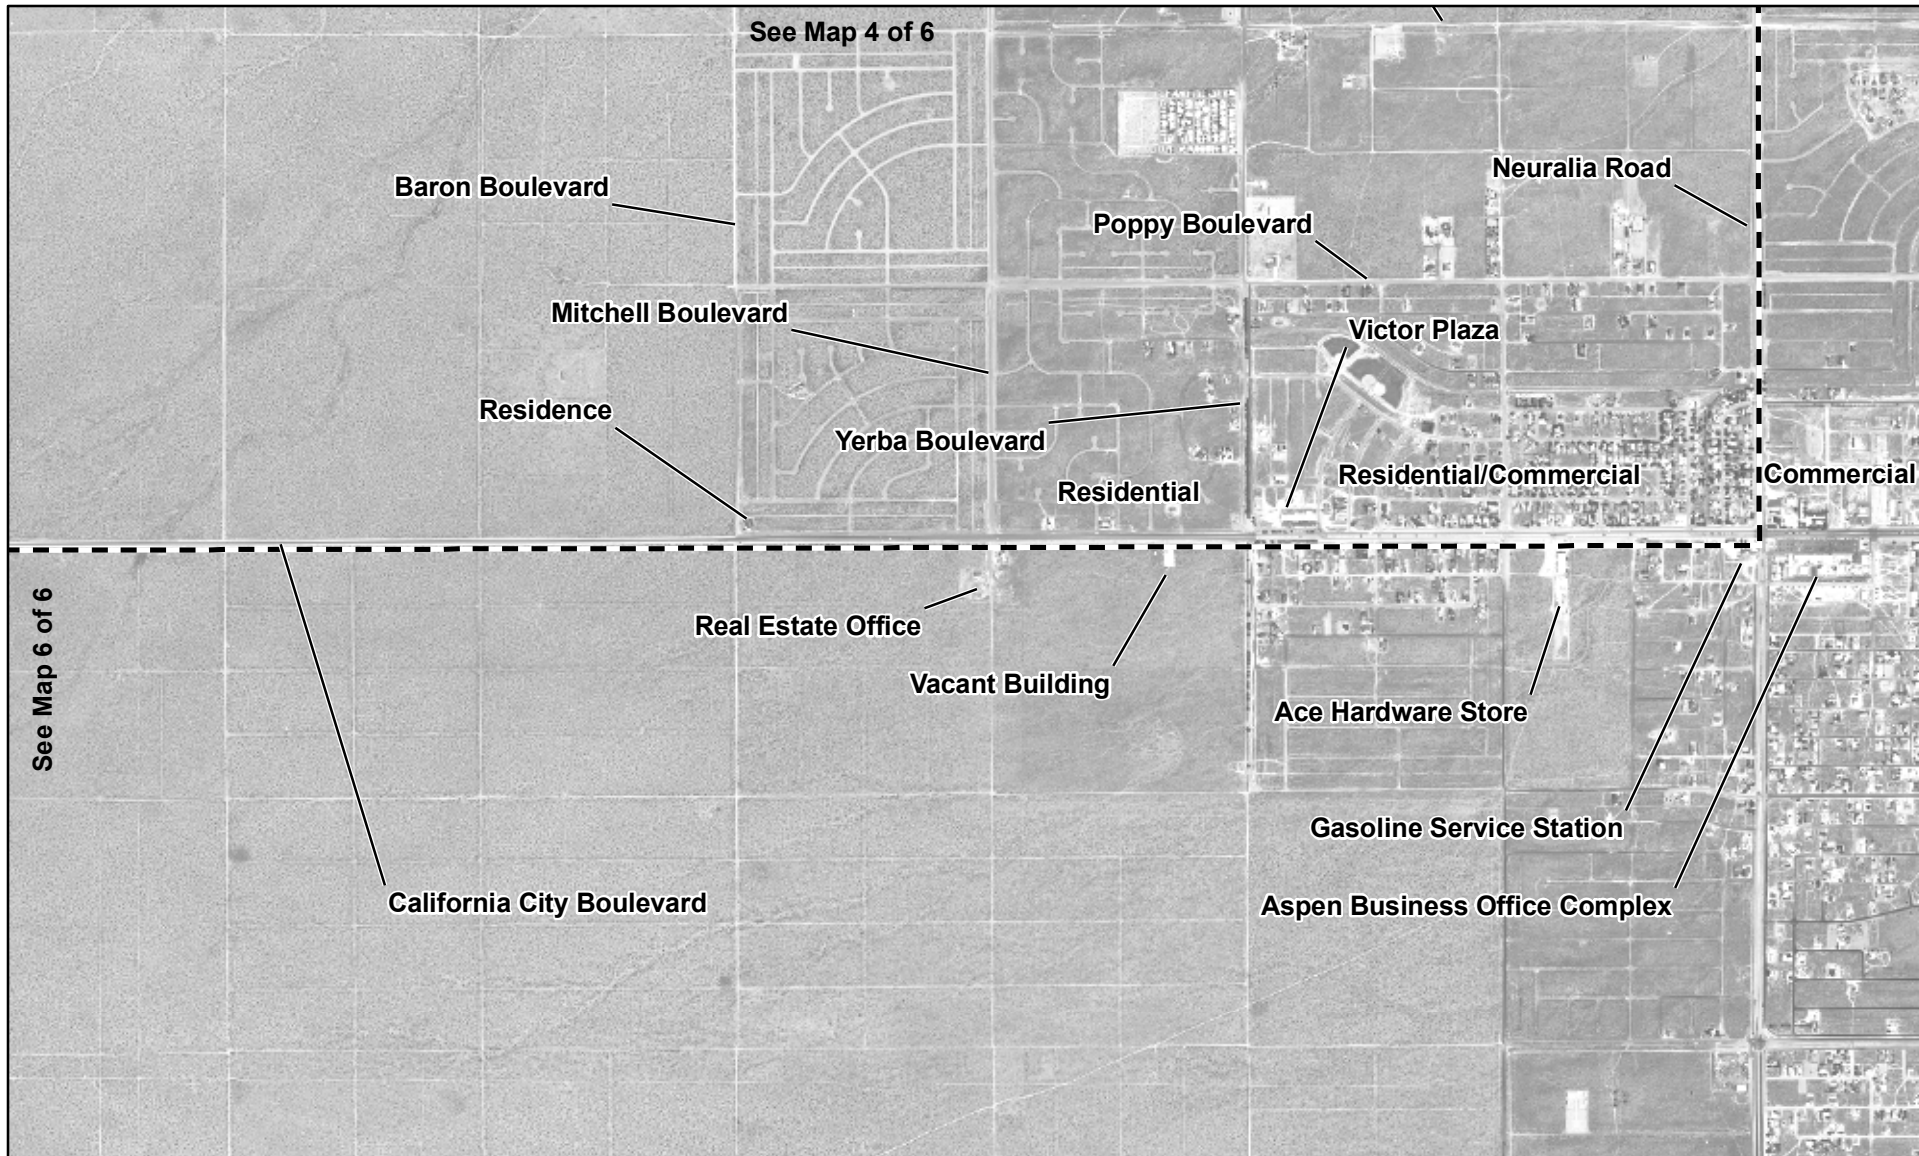 See Map 4 of 6
Neuralia Road
Baron Boulevard
Poppy Boulevard
Mitchell Boulevard
Victor Plaza
Residence
Yerba Boulevard
Residential/Commercial
Commercial
Residential
See Map 6 of 6
Real Estate Office
Vacant Building
Ace Hardware Store
Gasoline Service Station
California City Boulevard
Aspen Business Office Complex